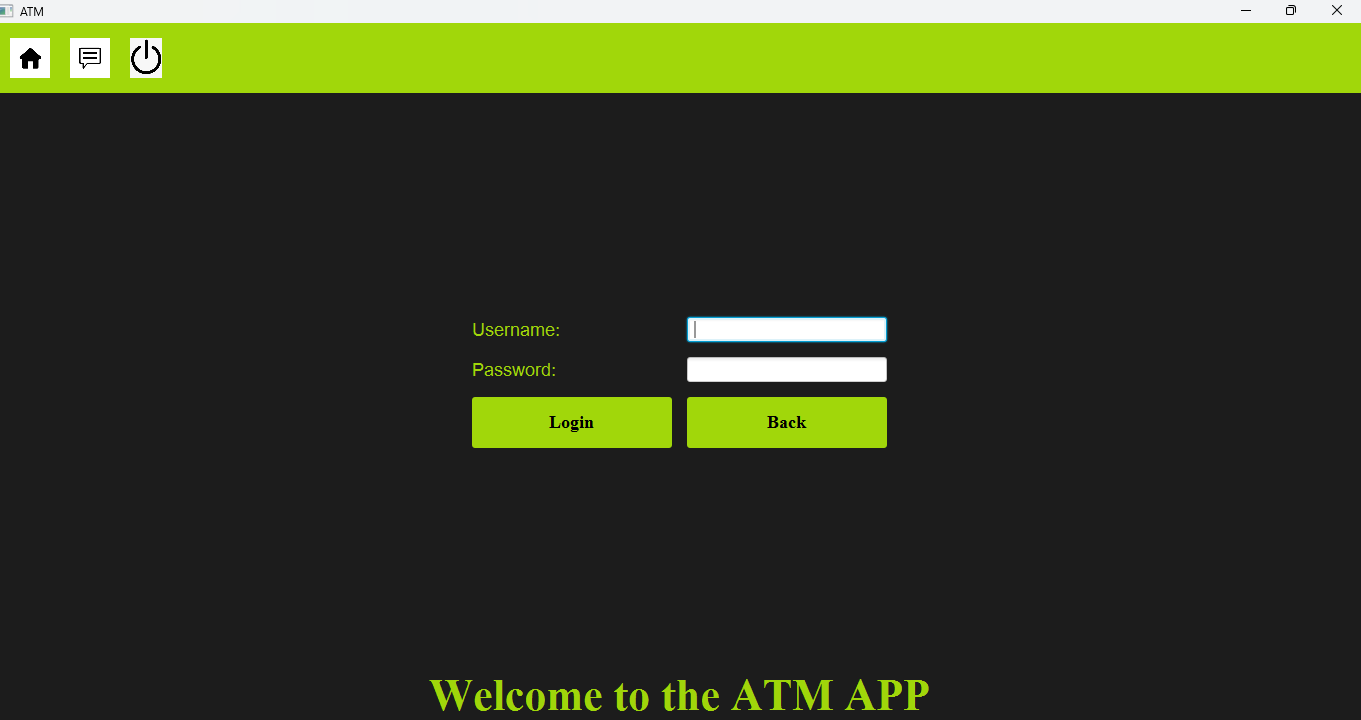 ATM
Username:
Password:
Login Back
Welcome to the ATM APP